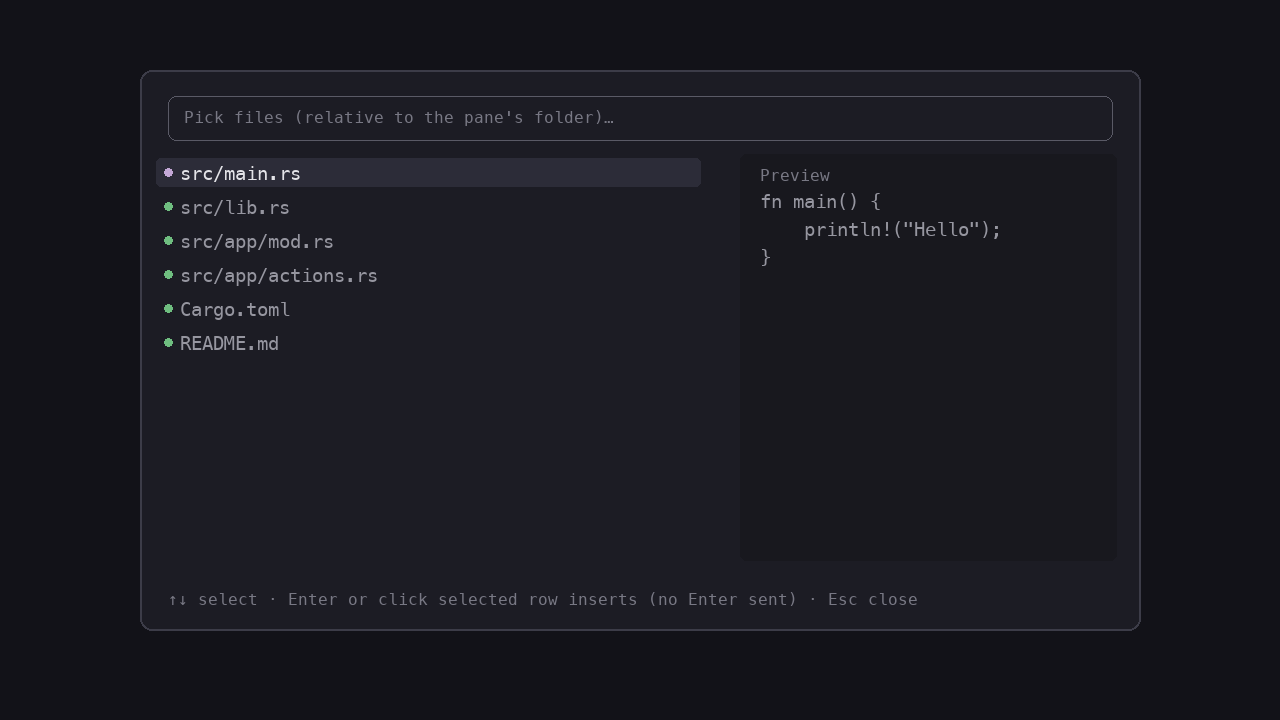 Pick files (relative to the pane's folder)…
src/main.rs
src/lib.rs
src/app/mod.rs
src/app/actions.rs
Cargo.toml
README.md
Preview
fn main() {
    println!("Hello");
}
↑↓ select · Enter or click selected row inserts (no Enter sent) · Esc close